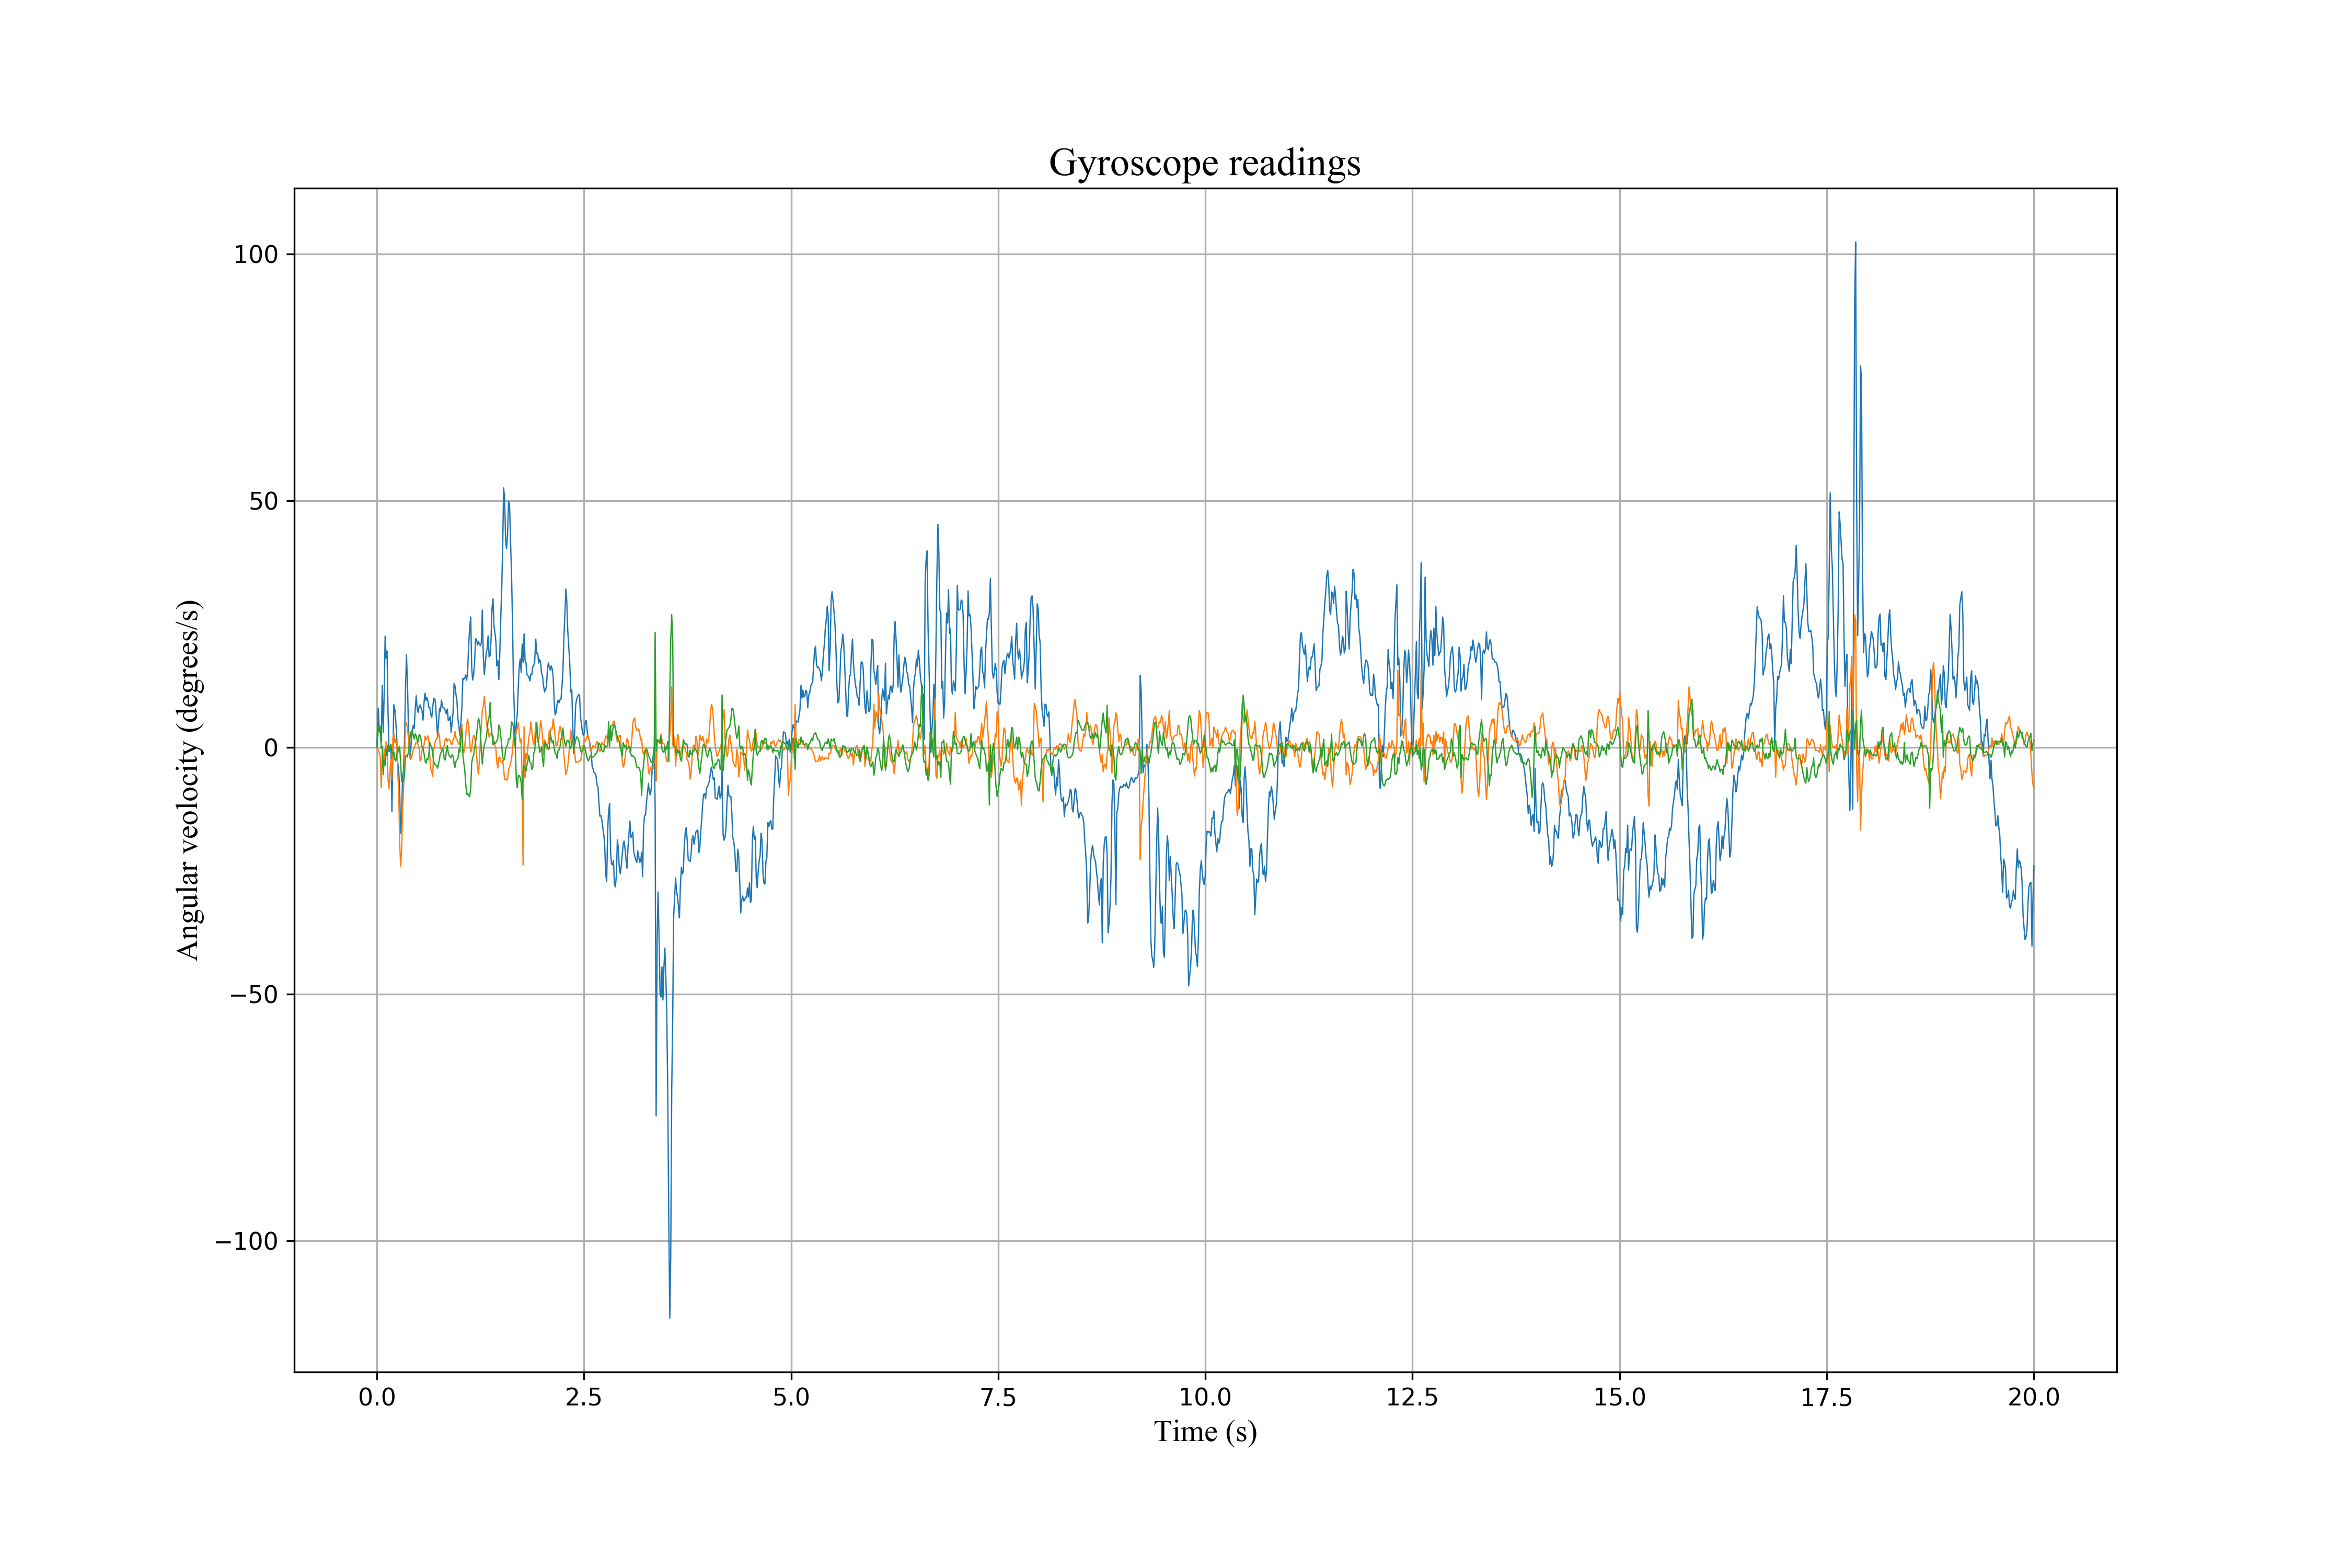 Gyroscope readings
100
50
0
−50
−100
Angular veolocity (degrees/s)
0.0 2.5 5.0 7.5 10.0 12.5 15.0 17.5 20.0
Time (s)